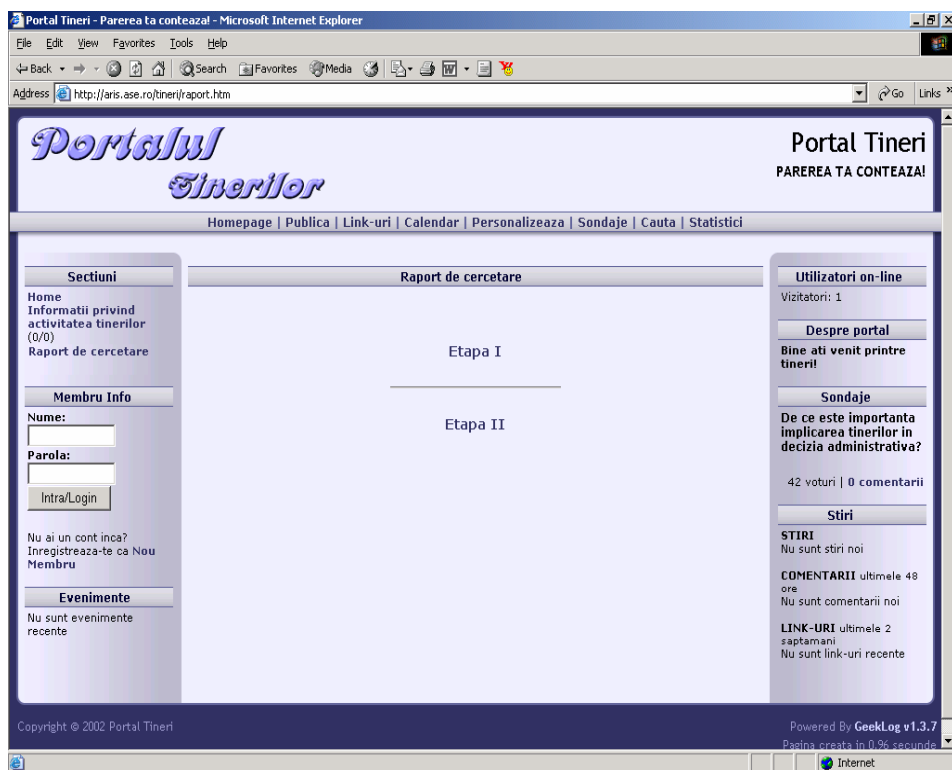 Portal Tineri - Parerea ta conteaza! - Microsoft Internet Explorer
File Edit View Favorites Tools Help
Back Search Favorites Media
Address http://aris.ase.ro/tineri/raport.htm Go Links »
Portalul
Tinerilor
Portal Tineri
PAREREA TA CONTEAZA!
Homepage | Publica | Link-uri | Calendar | Personalizeaza | Sondaje | Cauta | Statistici
Sectiuni
Home
Informatii privind
activitatea tinerilor
(0/0)
Raport de cercetare
Membru Info
Nume:
Parola:
Intra/Login
Nu ai un cont inca?
Inregistreaza-te ca Nou
Membru
Evenimente
Nu sunt evenimente
recente
Raport de cercetare
Etapa I
Etapa II
Utilizatori on-line
Vizitatori: 1
Despre portal
Bine ati venit printre
tineri!
Sondaje
De ce este importanta
implicarea tinerilor in
decizia administrativa?
42 voturi | 0 comentarii
Stiri
STIRI
Nu sunt stiri noi
COMENTARII ultimele 48
ore
Nu sunt comentarii noi
LINK-URI ultimele 2
saptamani
Nu sunt link-uri recente
Copyright © 2002 Portal Tineri
Powered By GeekLog v1.3.7
Pagina creata in 0.96 secunde
Internet